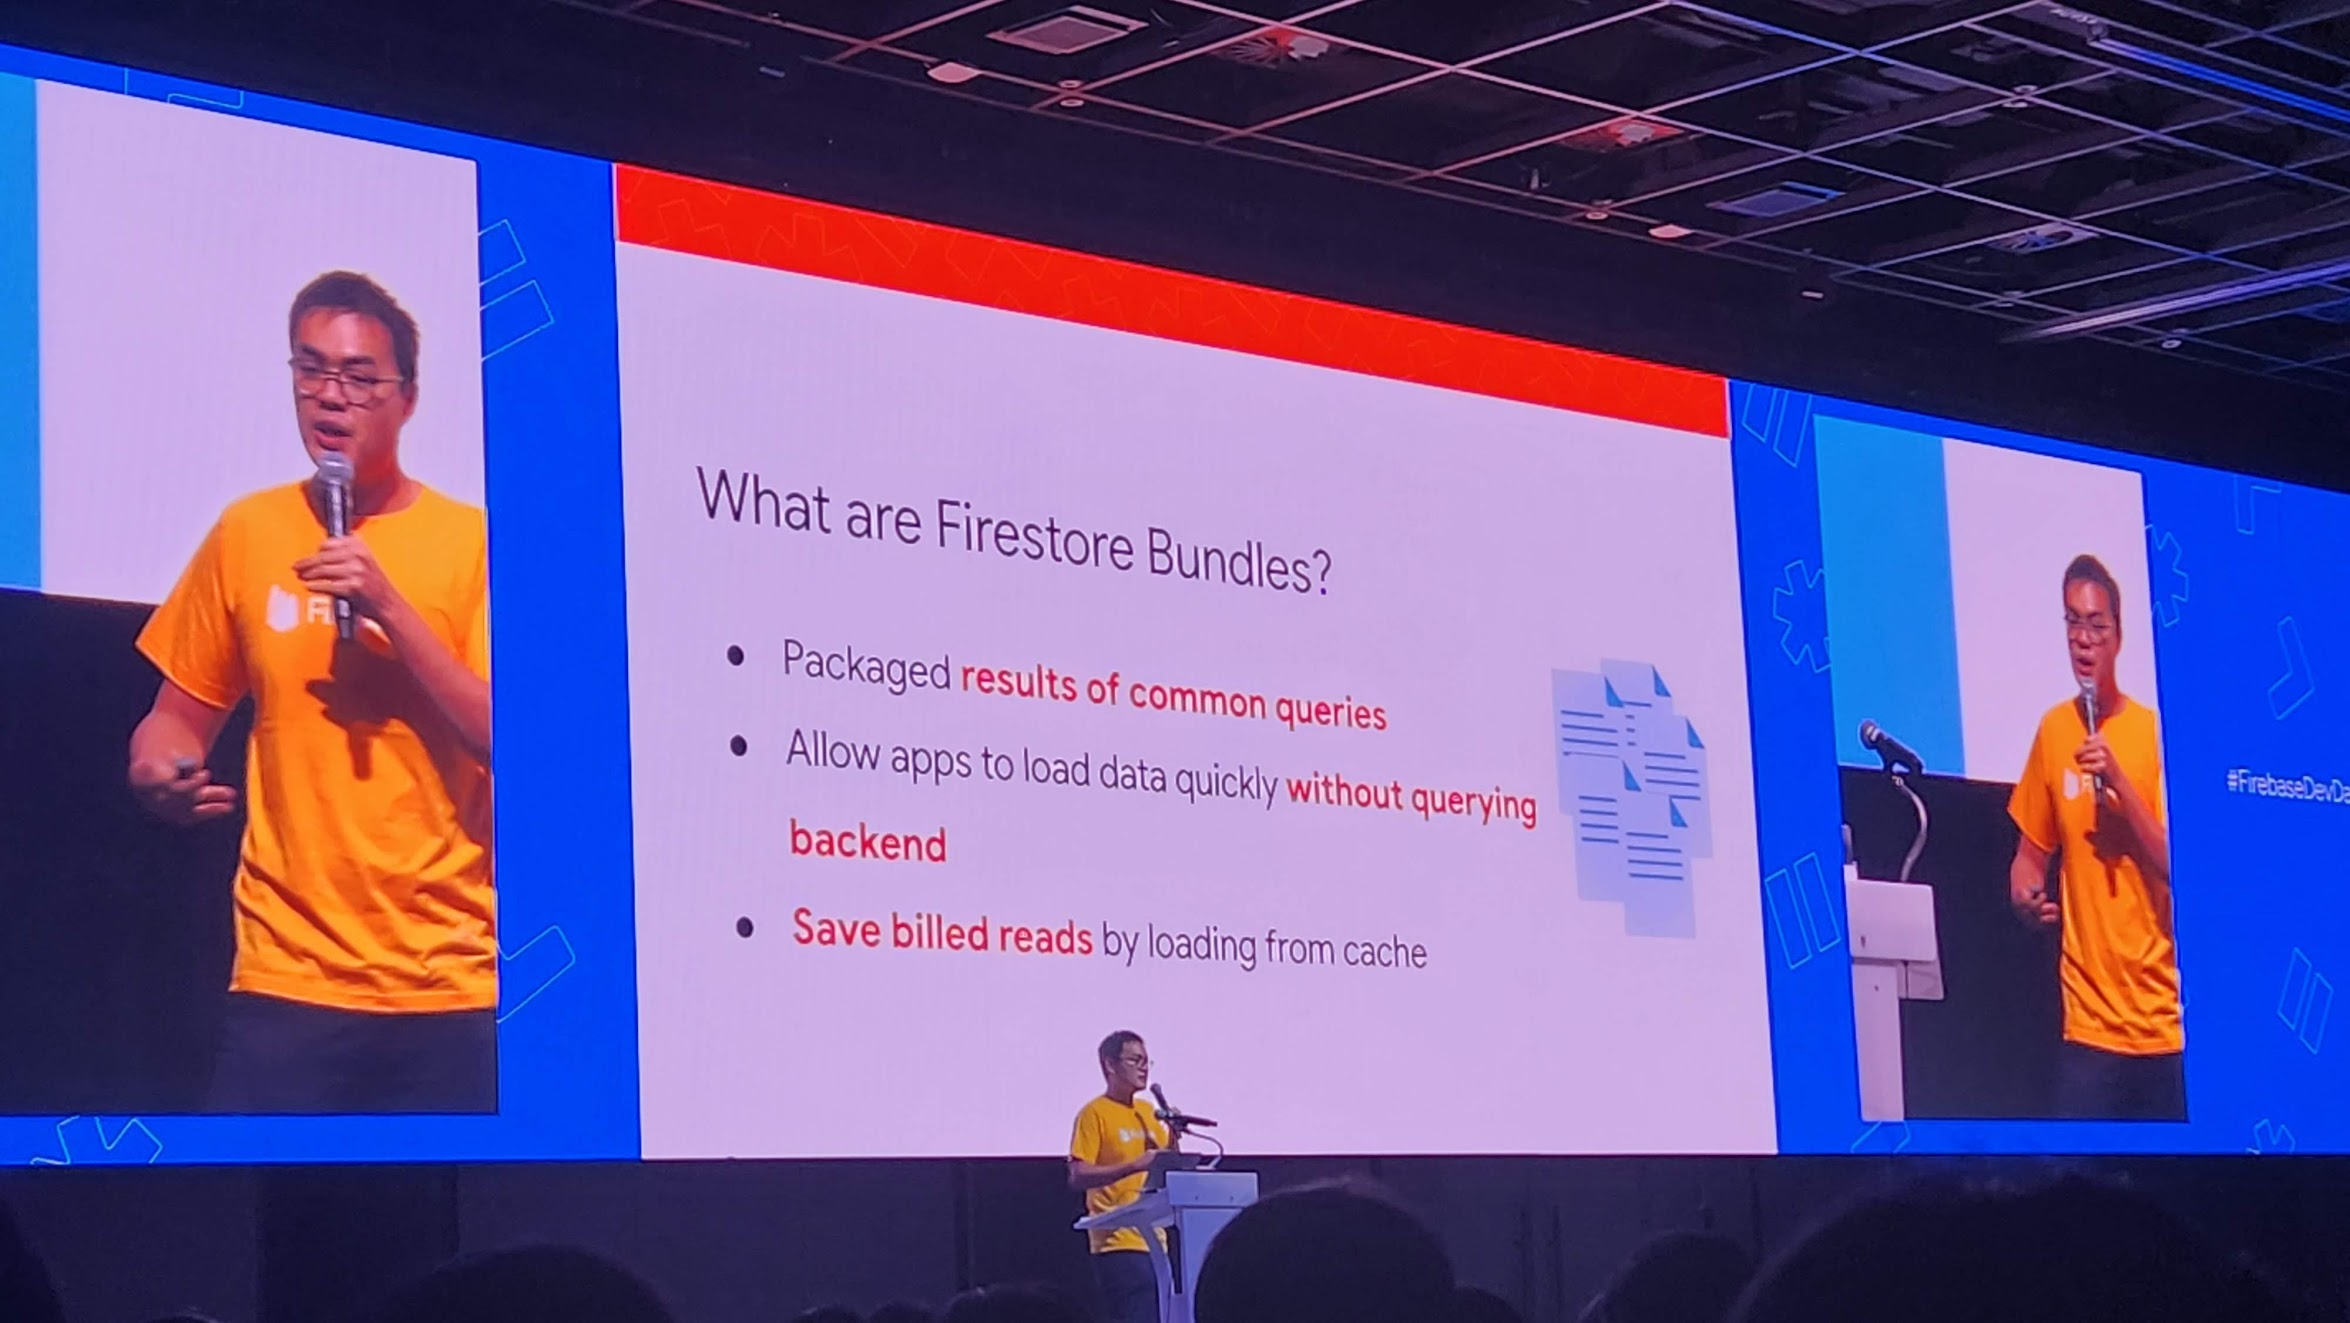 What are Firestore Bundles?
Packaged results of common queries
Allow apps to load data quickly without querying
backend
Save billed reads by loading from cache
#FirebaseDevDa